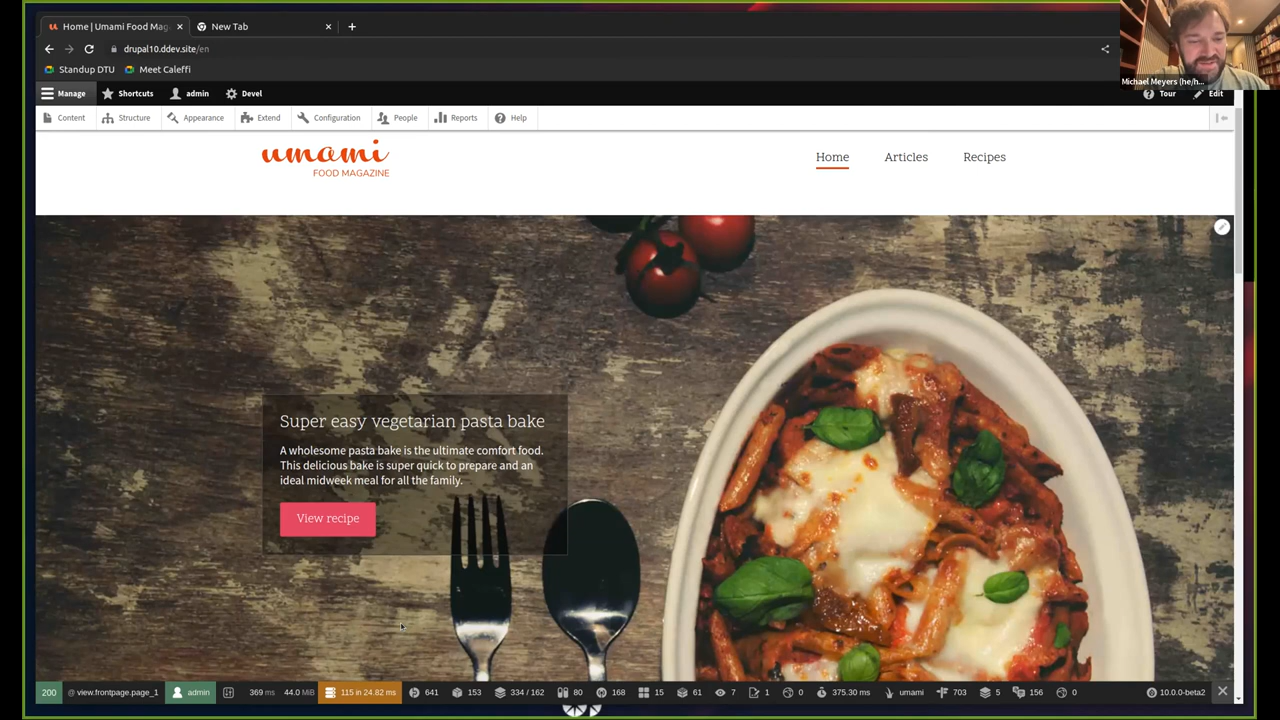 Home | Umami Food Mag
New Tab
drupal10.ddev.site/en
Standup DTU
Meet Caleffi
Michael Meyers (he/h...
Manage
Shortcuts
admin
Devel
Tour
Edit
Content
Structure
Appearance
Extend
Configuration
People
Reports
Help
umami
FOOD MAGAZINE
Home
Articles
Recipes
Super easy vegetarian pasta bake
A wholesome pasta bake is the ultimate comfort food.
This delicious bake is super quick to prepare and an
ideal midweek meal for all the family.
View recipe
200 @ view.frontpage.page_1 admin 369 ms 44.0 MiB 115 in 24.82 ms 641 153 334 / 162 80 168 15 61 7 1 0 375.30 ms umami 703 5 156 0 10.0.0-beta2